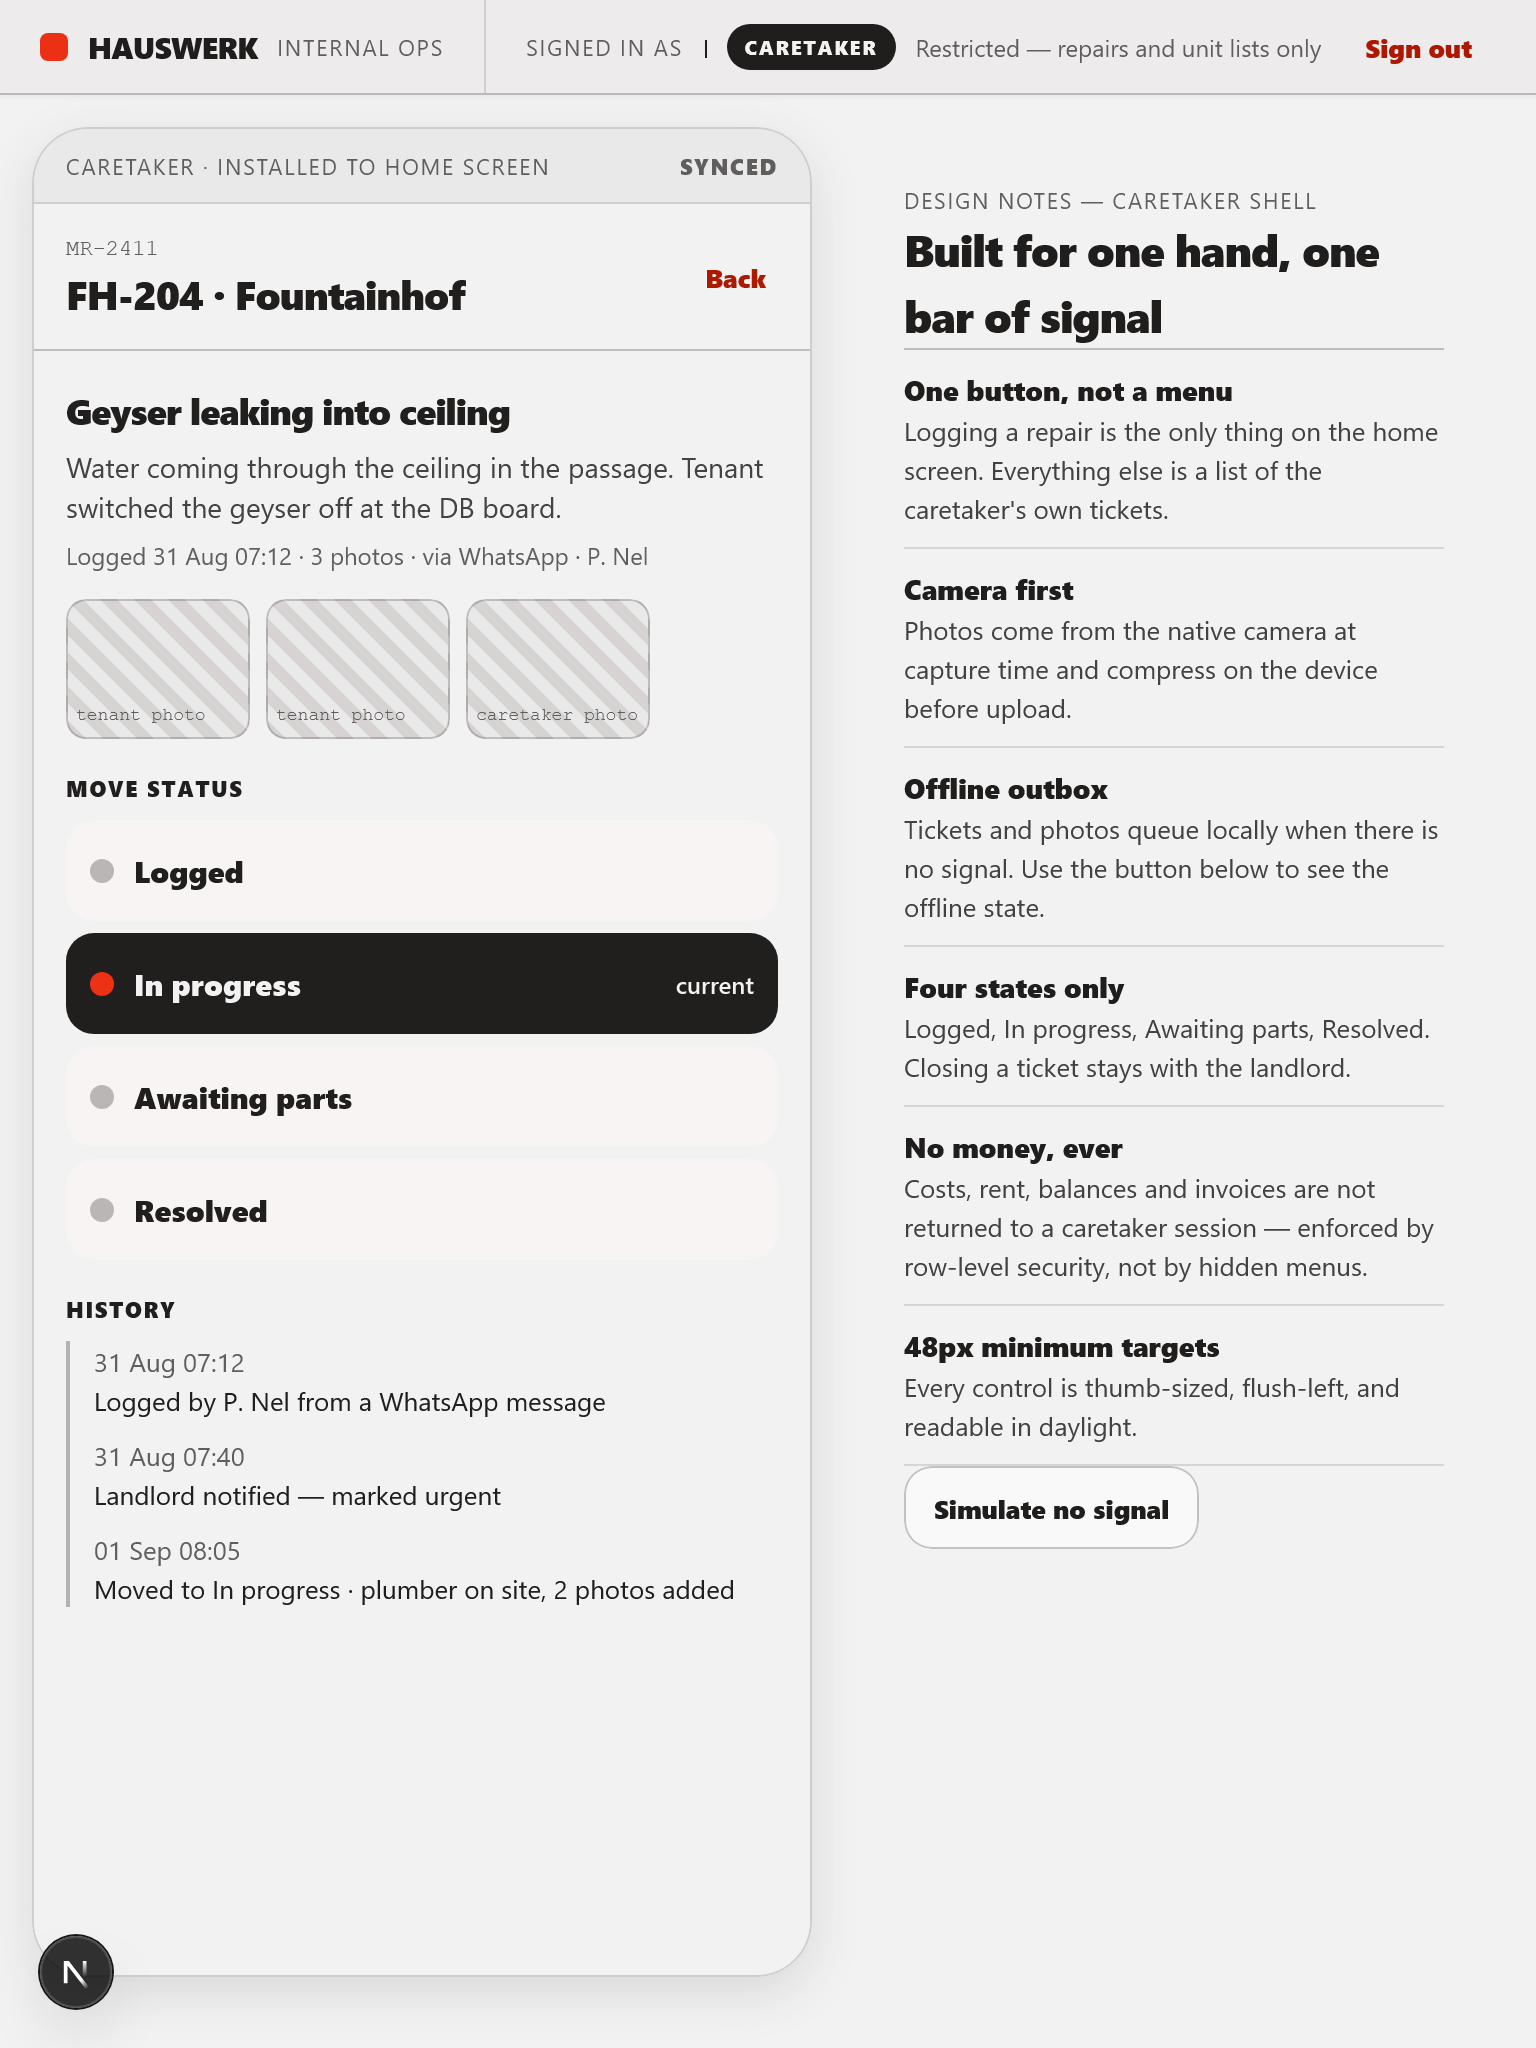 HAUSWERK INTERNAL OPS
SIGNED IN AS
CARETAKER
Restricted — repairs and unit lists only
Sign out
CARETAKER · INSTALLED TO HOME SCREEN
SYNCED
MR-2411
FH-204 · Fountainhof
Back
Geyser leaking into ceiling
Water coming through the ceiling in the passage. Tenant
switched the geyser off at the DB board.
Logged 31 Aug 07:12 · 3 photos · via WhatsApp · P. Nel
tenant photo
tenant photo
caretaker photo
MOVE STATUS
Logged
In progress
current
Awaiting parts
Resolved
HISTORY
31 Aug 07:12
Logged by P. Nel from a WhatsApp message
31 Aug 07:40
Landlord notified — marked urgent
01 Sep 08:05
Moved to In progress · plumber on site, 2 photos added
N
DESIGN NOTES — CARETAKER SHELL
Built for one hand, one
bar of signal
One button, not a menu
Logging a repair is the only thing on the home
screen. Everything else is a list of the
caretaker's own tickets.
Camera first
Photos come from the native camera at
capture time and compress on the device
before upload.
Offline outbox
Tickets and photos queue locally when there is
no signal. Use the button below to see the
offline state.
Four states only
Logged, In progress, Awaiting parts, Resolved.
Closing a ticket stays with the landlord.
No money, ever
Costs, rent, balances and invoices are not
returned to a caretaker session — enforced by
row-level security, not by hidden menus.
48px minimum targets
Every control is thumb-sized, flush-left, and
readable in daylight.
Simulate no signal